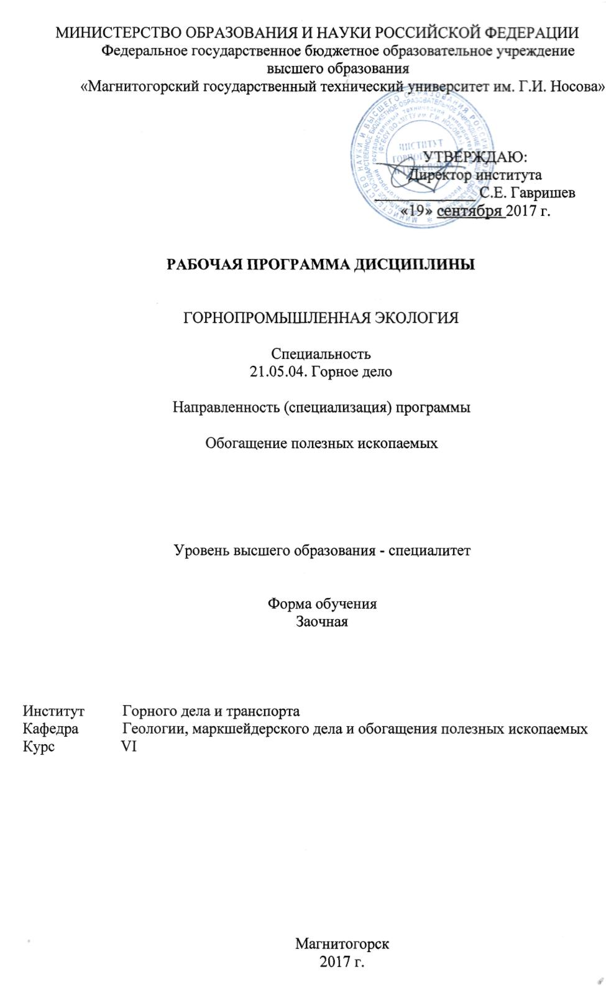 МИНИСТЕРСТВО ОБРАЗОВАНИЯ И НАУКИ РОССИЙСКОЙ ФЕДЕРАЦИИ
Федеральное государственное бюджетное образовательное учреждение
высшего образования
«Магнитогорский государственный технический университет им. Г.И. Носова»
УТВЕРЖДАЮ:
Директор института
С.Е. Гавришев
«19» сентября 2017 г.
РАБОЧАЯ ПРОГРАММА ДИСЦИПЛИНЫ
ГОРНОПРОМЫШЛЕННАЯ ЭКОЛОГИЯ
Специальность
21.05.04. Горное дело
Направленность (специализация) программы
Обогащение полезных ископаемых
Уровень высшего образования - специалитет
Форма обучения
Заочная
Институт Горного дела и транспорта
Кафедра Геологии, маркшейдерского дела и обогащения полезных ископаемых
Курс VI
Магнитогорск
2017 г.